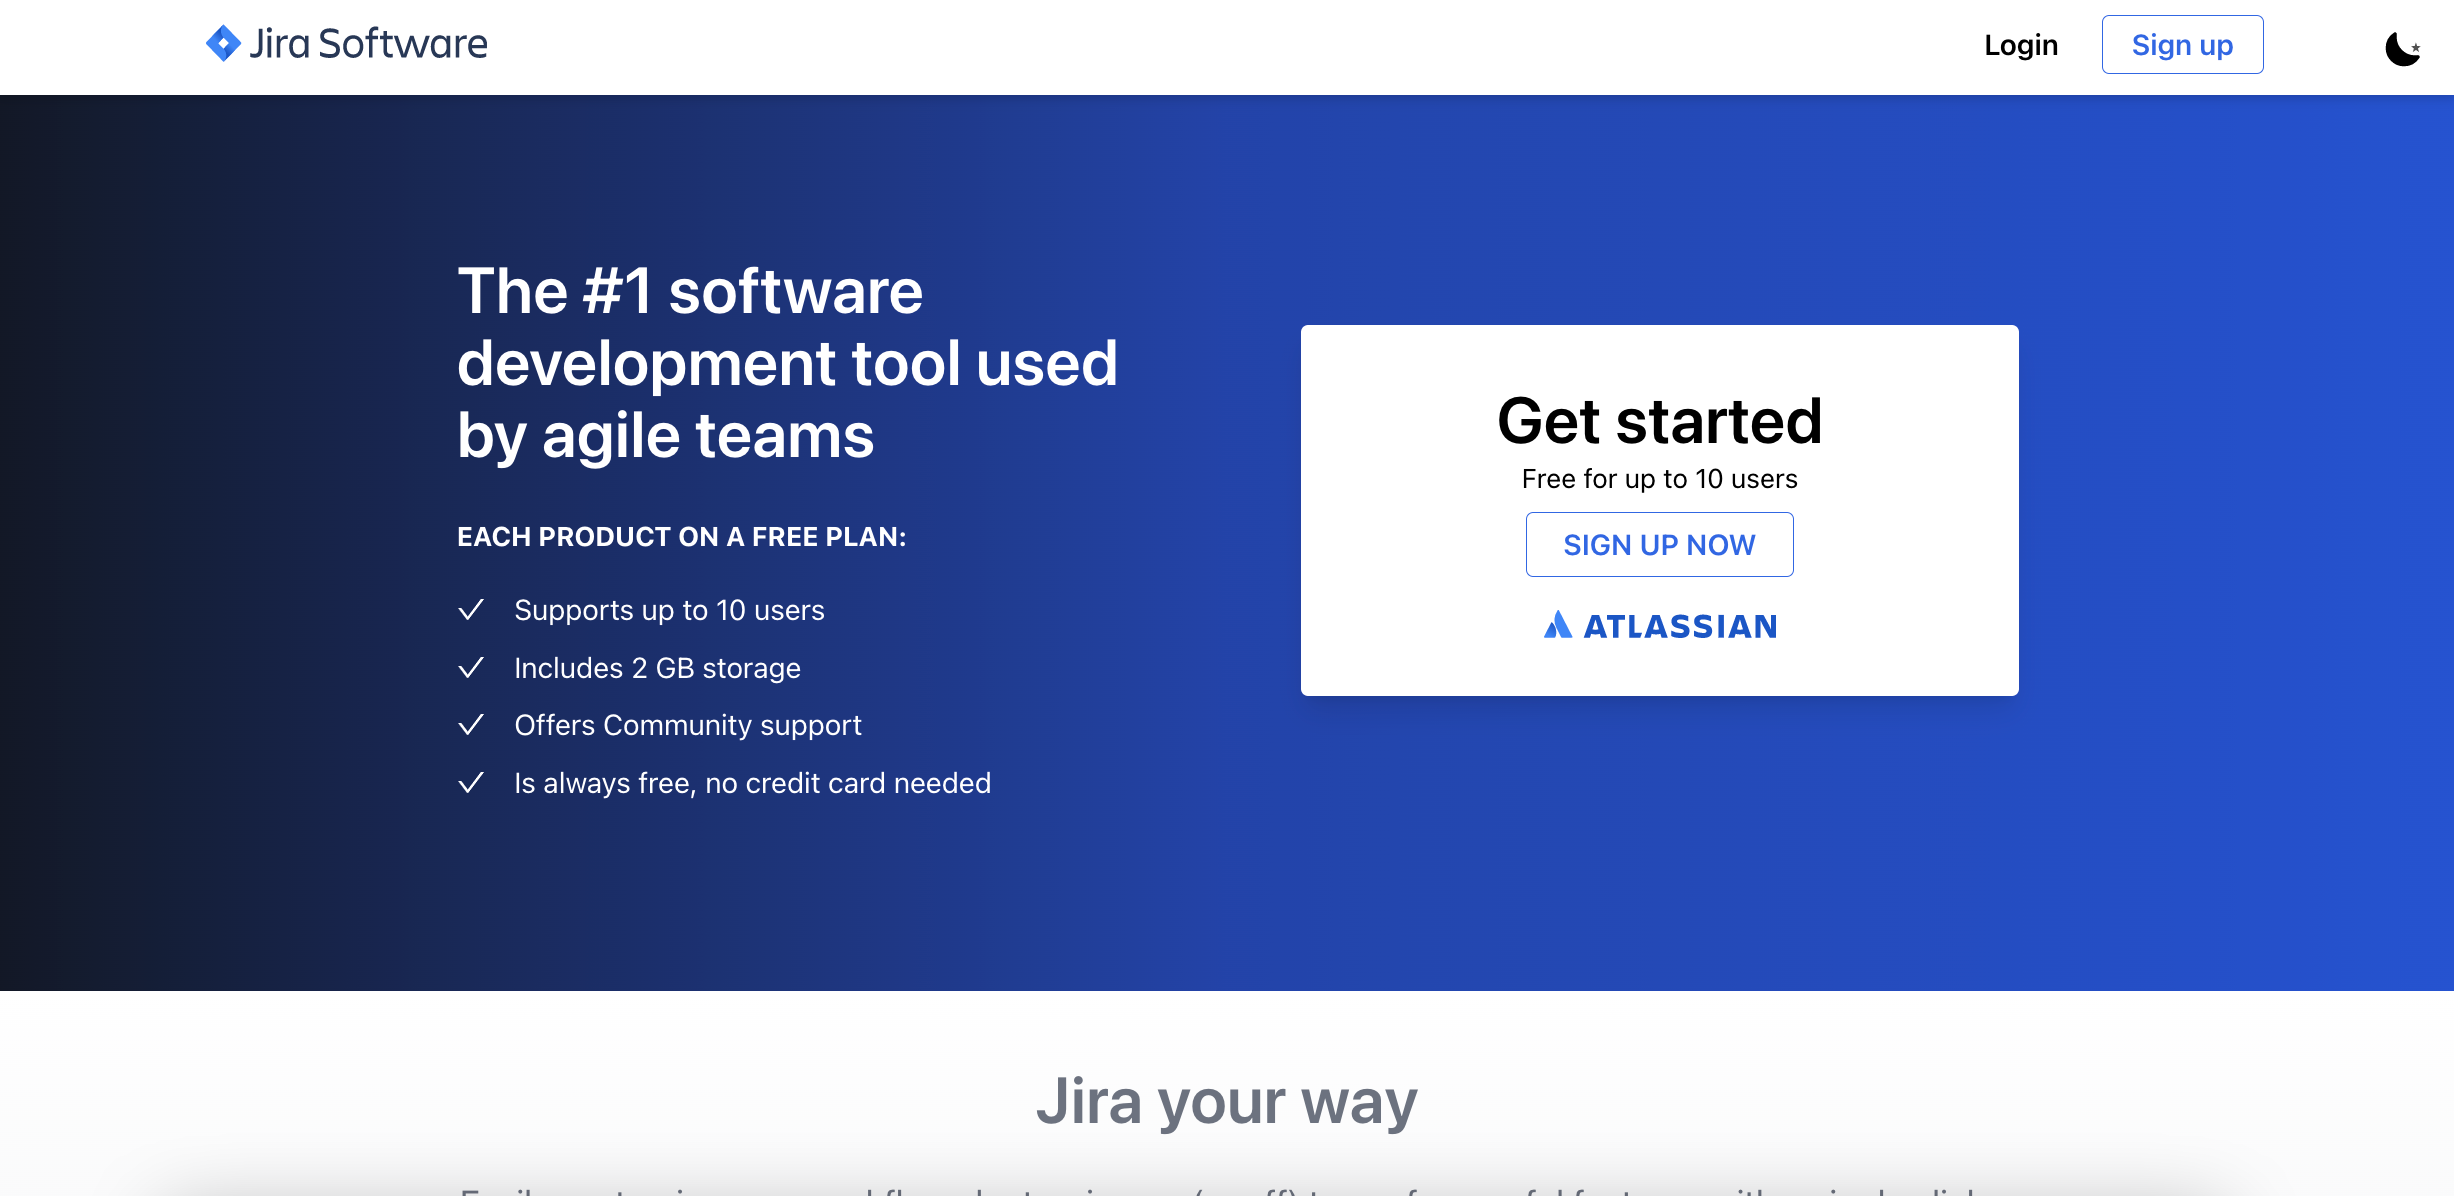 Jira Software
Login
Sign up
The #1 software
development tool used
by agile teams
EACH PRODUCT ON A FREE PLAN:
Supports up to 10 users
Includes 2 GB storage
Offers Community support
Is always free, no credit card needed
Get started
Free for up to 10 users
SIGN UP NOW
ATLASSIAN
Jira your way